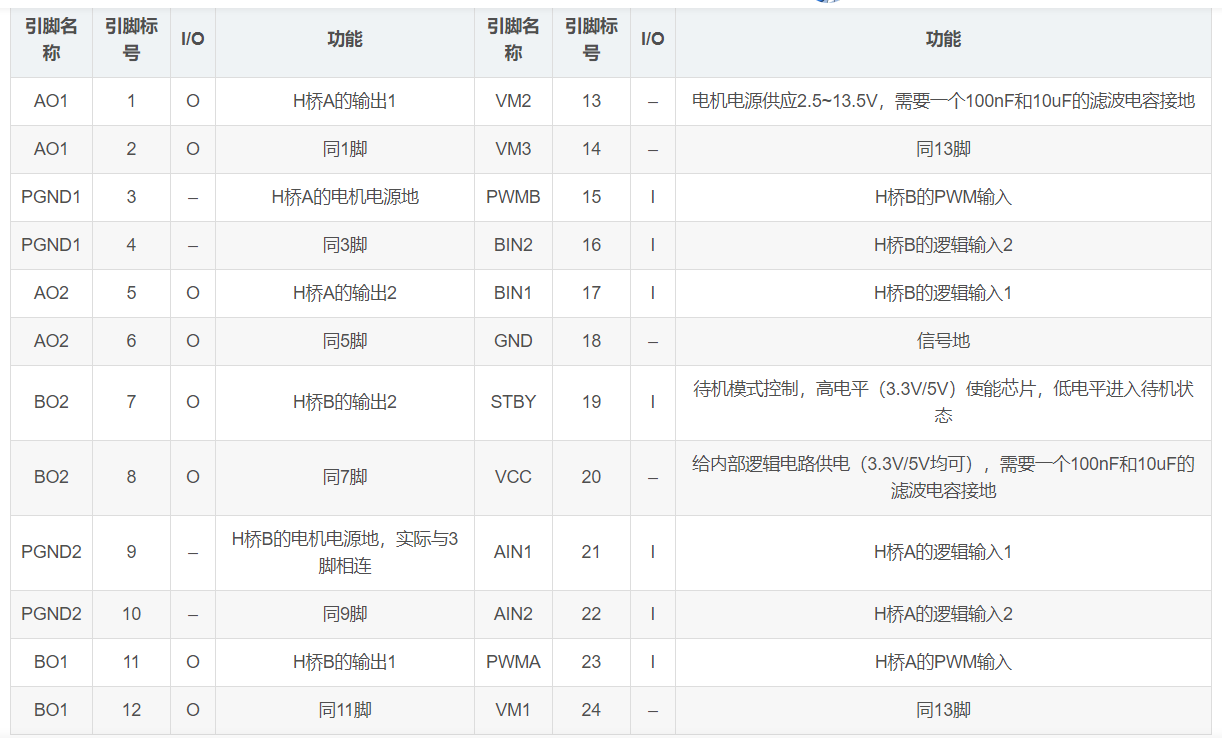 引脚名称 引脚标号 I/O 功能 引脚名称 引脚标号 I/O 功能
AO1 1 O H桥A的输出1 VM2 13 – 电机电源供应2.5~13.5V，需要一个100nF和10uF的滤波电容接地
AO1 2 O 同1脚 VM3 14 – 同13脚
PGND1 3 – H桥A的电机电源地 PWMB 15 I H桥B的PWM输入
PGND1 4 – 同3脚 BIN2 16 I H桥B的逻辑输入2
AO2 5 O H桥A的输出2 BIN1 17 I H桥B的逻辑输入1
AO2 6 O 同5脚 GND 18 – 信号地
BO2 7 O H桥B的输出2 STBY 19 I 待机模式控制，高电平（3.3V/5V）使能芯片，低电平进入待机状态
BO2 8 O 同7脚 VCC 20 – 给内部逻辑电路供电（3.3V/5V均可），需要一个100nF和10uF的滤波电容接地
PGND2 9 – H桥B的电机电源地，实际与3脚相连 AIN1 21 I H桥A的逻辑输入1
PGND2 10 – 同9脚 AIN2 22 I H桥A的逻辑输入2
BO1 11 O H桥B的输出1 PWMA 23 I H桥A的PWM输入
BO1 12 O 同11脚 VM1 24 – 同13脚